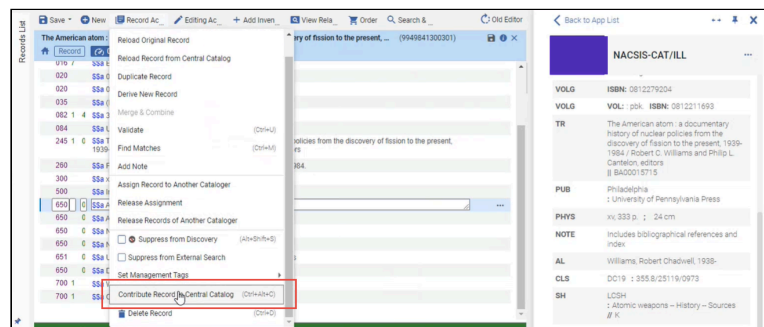 Records List
Save
New
Record Ac_
Editing Ac_
+ Add Inven_
View Rela_
Order
Search & _
Old Editor
The American atom :
ry of fission to the present, ...
(9949841300301)
Record
Reload Original Record
Reload Record from Central Catalog
Duplicate Record
Derive New Record
Merge & Combine
Validate (Ctrl+U)
Find Matches (Ctrl+M)
Add Note
Assign Record to Another Cataloger
Release Assignment
Release Records of Another Cataloger
Suppress from Discovery (Alt+Shift+S)
Suppress from External Search
Set Management Tags
Contribute Record to Central Catalog (Ctrl+Alt+C)
Delete Record (Ctrl+D)
016 7 $$a
020 $$a
020 $$a
035 $$a
082 1 4 $$a 3
084 $$a
245 1 0 $$a T
olicies from the discovery of fission to the present,
1939-
260 $$a P
984.
300 $$a x
500 $$a
650 0 $$a A
650 0 $$a A
650 0 $$a N
650 0 $$a N
651 0 $$a
650 0 $$a
700 1 $$a
700 1 $$a
Back to App List
NACSIS-CAT/ILL
VOLG ISBN: 0812279204
VOLG VOL: : pbk. ISBN: 0812211693
TR The American atom : a documentary
history of nuclear policies from the
discovery of fission to the present, 1939-
1984 / Robert C. Williams and Philip L.
Cantelon, editors
|| BA00015715
PUB Philadelphia
: University of Pennsylvania Press
PHYS xv, 333 p. ; 24 cm
NOTE Includes bibliographical references and
index
AL Williams, Robert Chadwell, 1938-
CLS DC19 : 355.8/25119/0973
SH LCSH
: Atomic weapons -- History -- Sources
// K